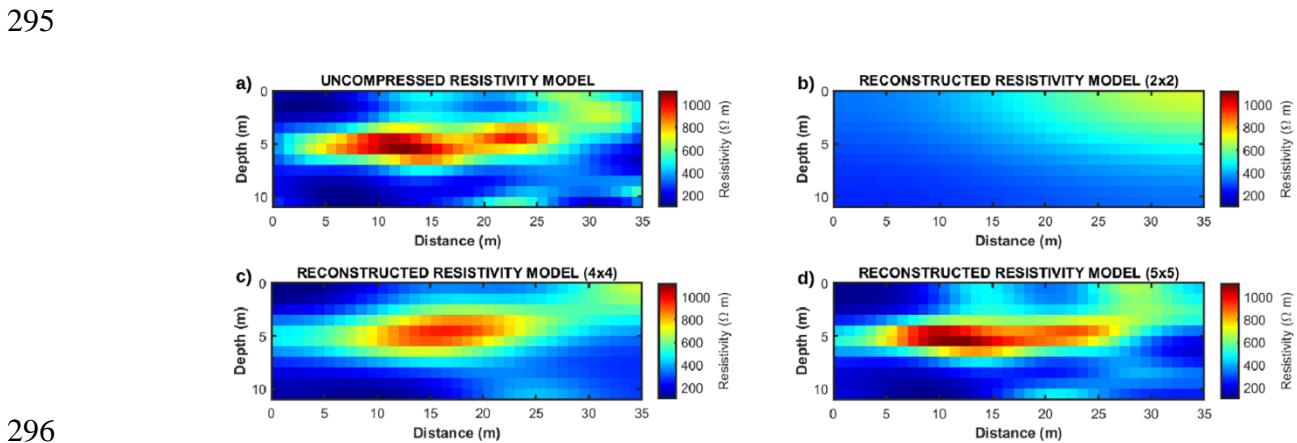 295
a) UNCOMPRESSED RESISTIVITY MODEL
0
5
10
Depth (m)
0 5 10 15 20 25 30 35
Distance (m)
1000
800
600
400
200
Resistivity (Ω m)
b) RECONSTRUCTED RESISTIVITY MODEL (2x2)
0
5
10
Depth (m)
0 5 10 15 20 25 30 35
Distance (m)
1000
800
600
400
200
Resistivity (Ω m)
c) RECONSTRUCTED RESISTIVITY MODEL (4x4)
0
5
10
Depth (m)
0 5 10 15 20 25 30 35
Distance (m)
1000
800
600
400
200
Resistivity (Ω m)
d) RECONSTRUCTED RESISTIVITY MODEL (5x5)
0
5
10
Depth (m)
0 5 10 15 20 25 30 35
Distance (m)
1000
800
600
400
200
Resistivity (Ω m)
296